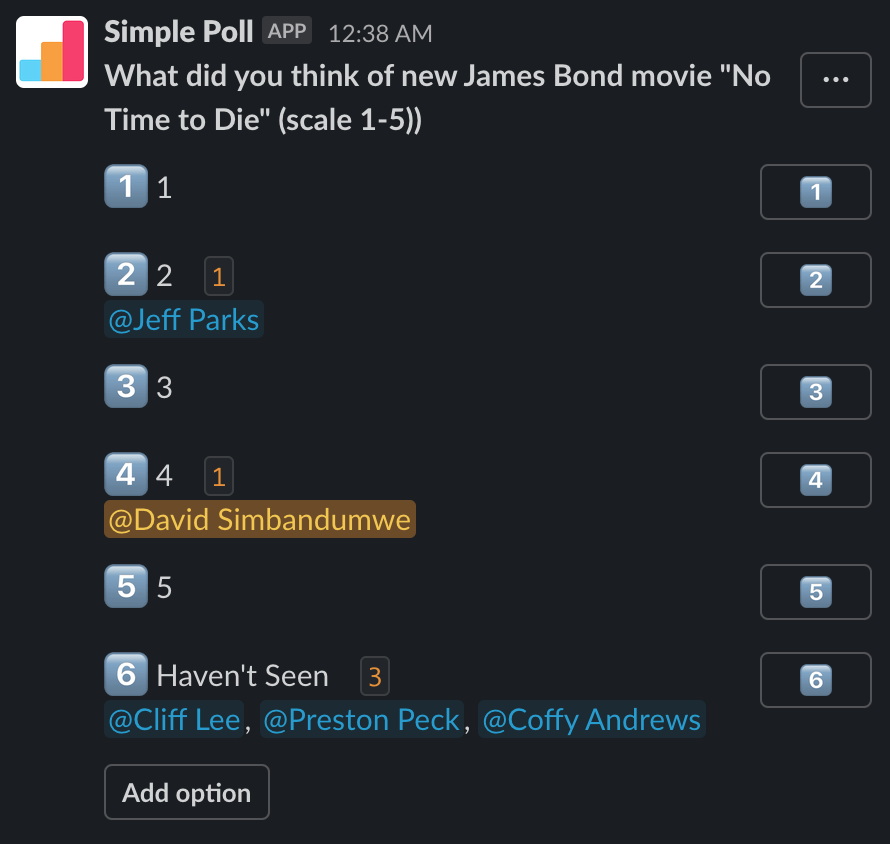 Simple Poll APP 12:38 AM
What did you think of new James Bond movie "No
Time to Die" (scale 1-5))
...
1 1
1
2 2 1
2
@Jeff Parks
3 3
3
4 4 1
4
@David Simbandumwe
5 5
5
6 Haven't Seen 3
6
@Cliff Lee, @Preston Peck, @Coffy Andrews
Add option